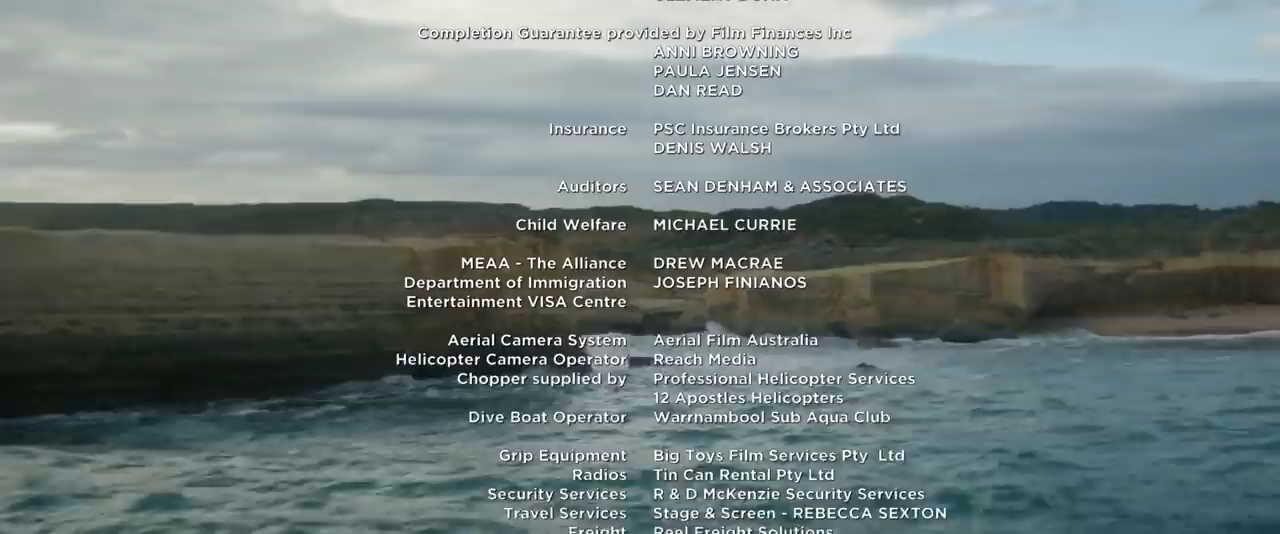 Completion Guarantee provided by Film Finances Inc
ANNI BROWNING
PAULA JENSEN
DAN READ
Insurance PSC Insurance Brokers Pty Ltd
DENIS WALSH
Auditors SEAN DENHAM & ASSOCIATES
Child Welfare MICHAEL CURRIE
MEAA - The Alliance DREW MACRAE
Department of Immigration JOSEPH FINIANOS
Entertainment VISA Centre
Aerial Camera System Aerial Film Australia
Helicopter Camera Operator Reach Media
Chopper supplied by Professional Helicopter Services
12 Apostles Helicopters
Dive Boat Operator Warrnambool Sub Aqua Club
Grip Equipment Big Toys Film Services Pty Ltd
Radios Tin Can Rental Pty Ltd
Security Services R & D McKenzie Security Services
Travel Services Stage & Screen - REBECCA SEXTON
Freight Reel Freight Solutions